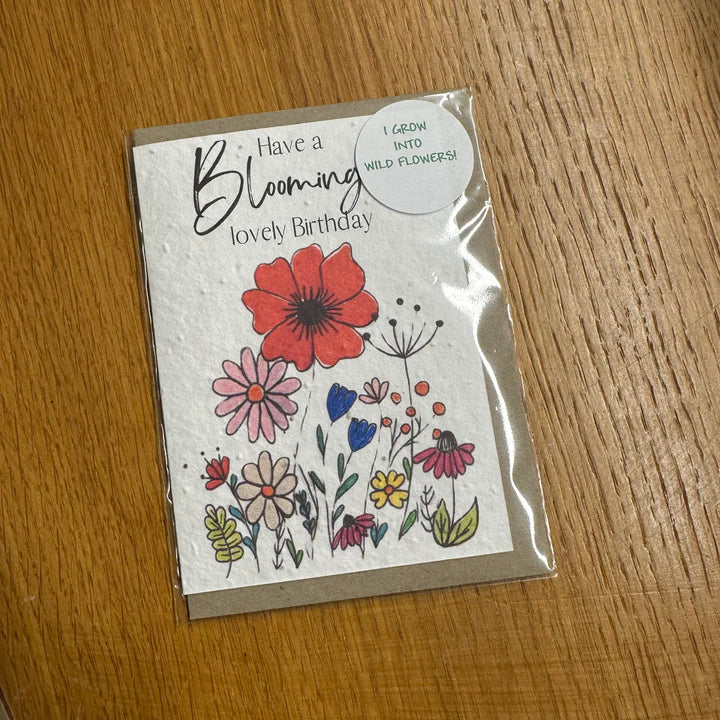 Have a
Blooming
lovely Birthday
I GROW
INTO
WILD FLOWERS!